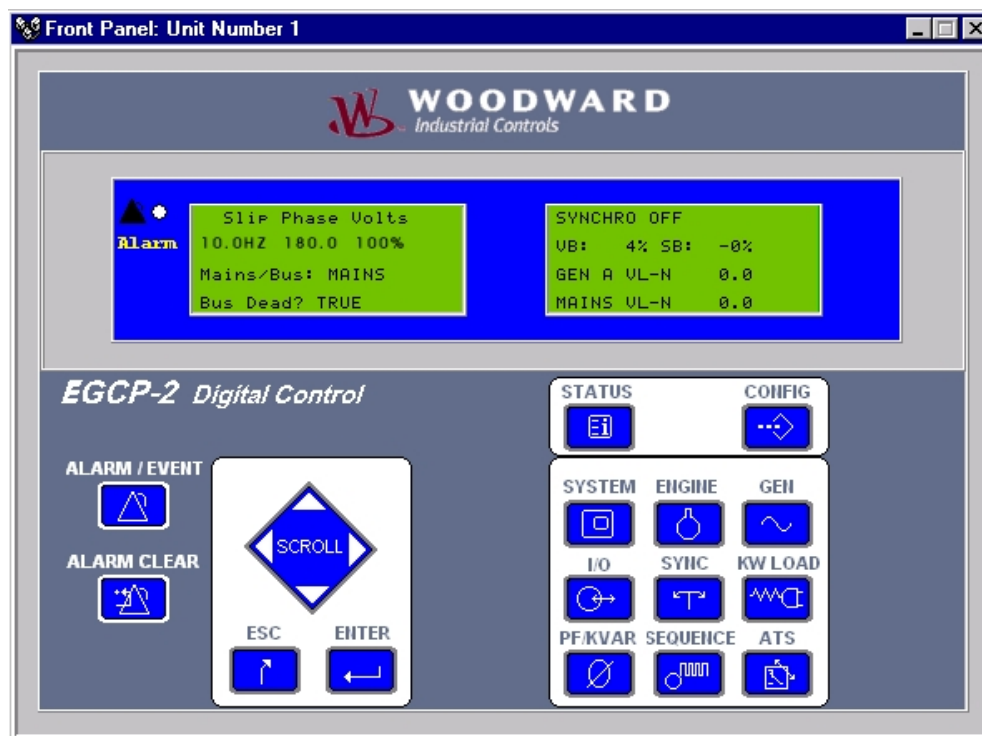 Front Panel: Unit Number 1
WOODWARD
Industrial Controls
Alarm
Slip Phase Volts
10.0HZ 180.0 100%
Mains/Bus: MAINS
Bus Dead? TRUE
SYNCHRO OFF
VB: 4% SB: -0%
GEN A VL-N 0.0
MAINS VL-N 0.0
EGCP-2 Digital Control
STATUS CONFIG
ALARM / EVENT
ALARM CLEAR
SCROLL
ESC ENTER
SYSTEM ENGINE GEN
I/O SYNC KW LOAD
PF/KVAR SEQUENCE ATS